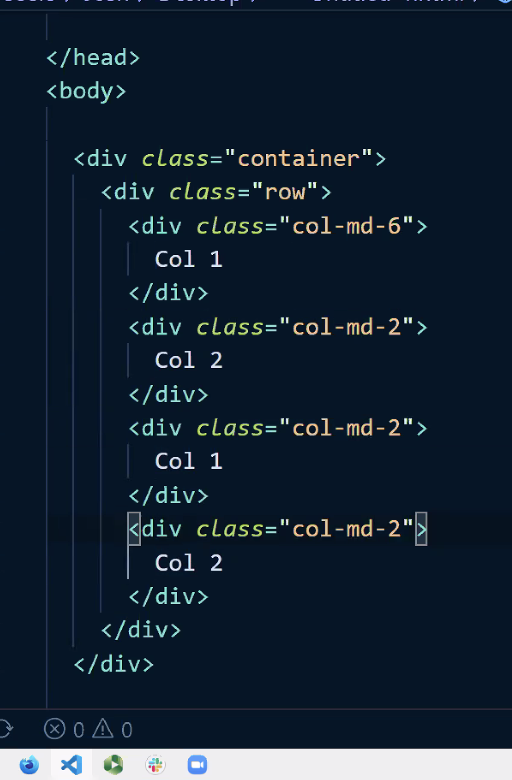 </head>
<body>
<div class="container">
<div class="row">
<div class="col-md-6">
Col 1
</div>
<div class="col-md-2">
Col 2
</div>
<div class="col-md-2">
Col 1
</div>
<div class="col-md-2">
Col 2
</div>
</div>
</div>
0 0